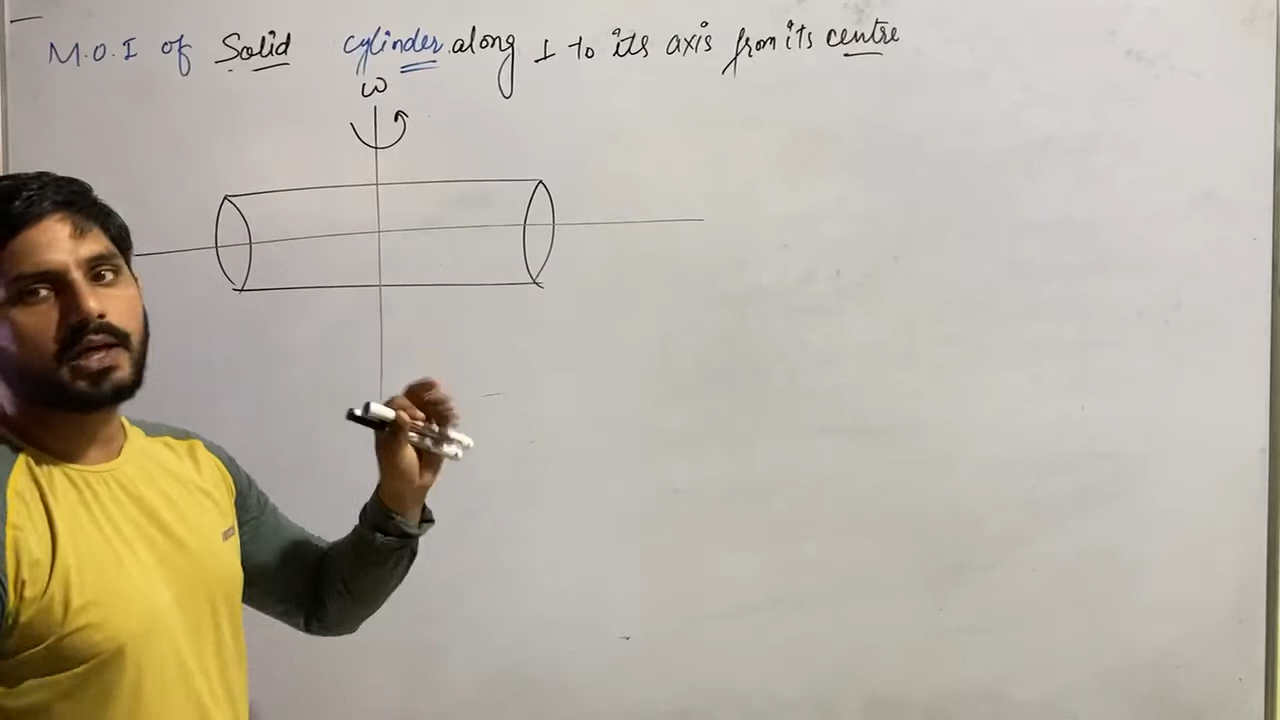 M.O.I of Solid cylinder along ⊥ to its axis from its centre
ω